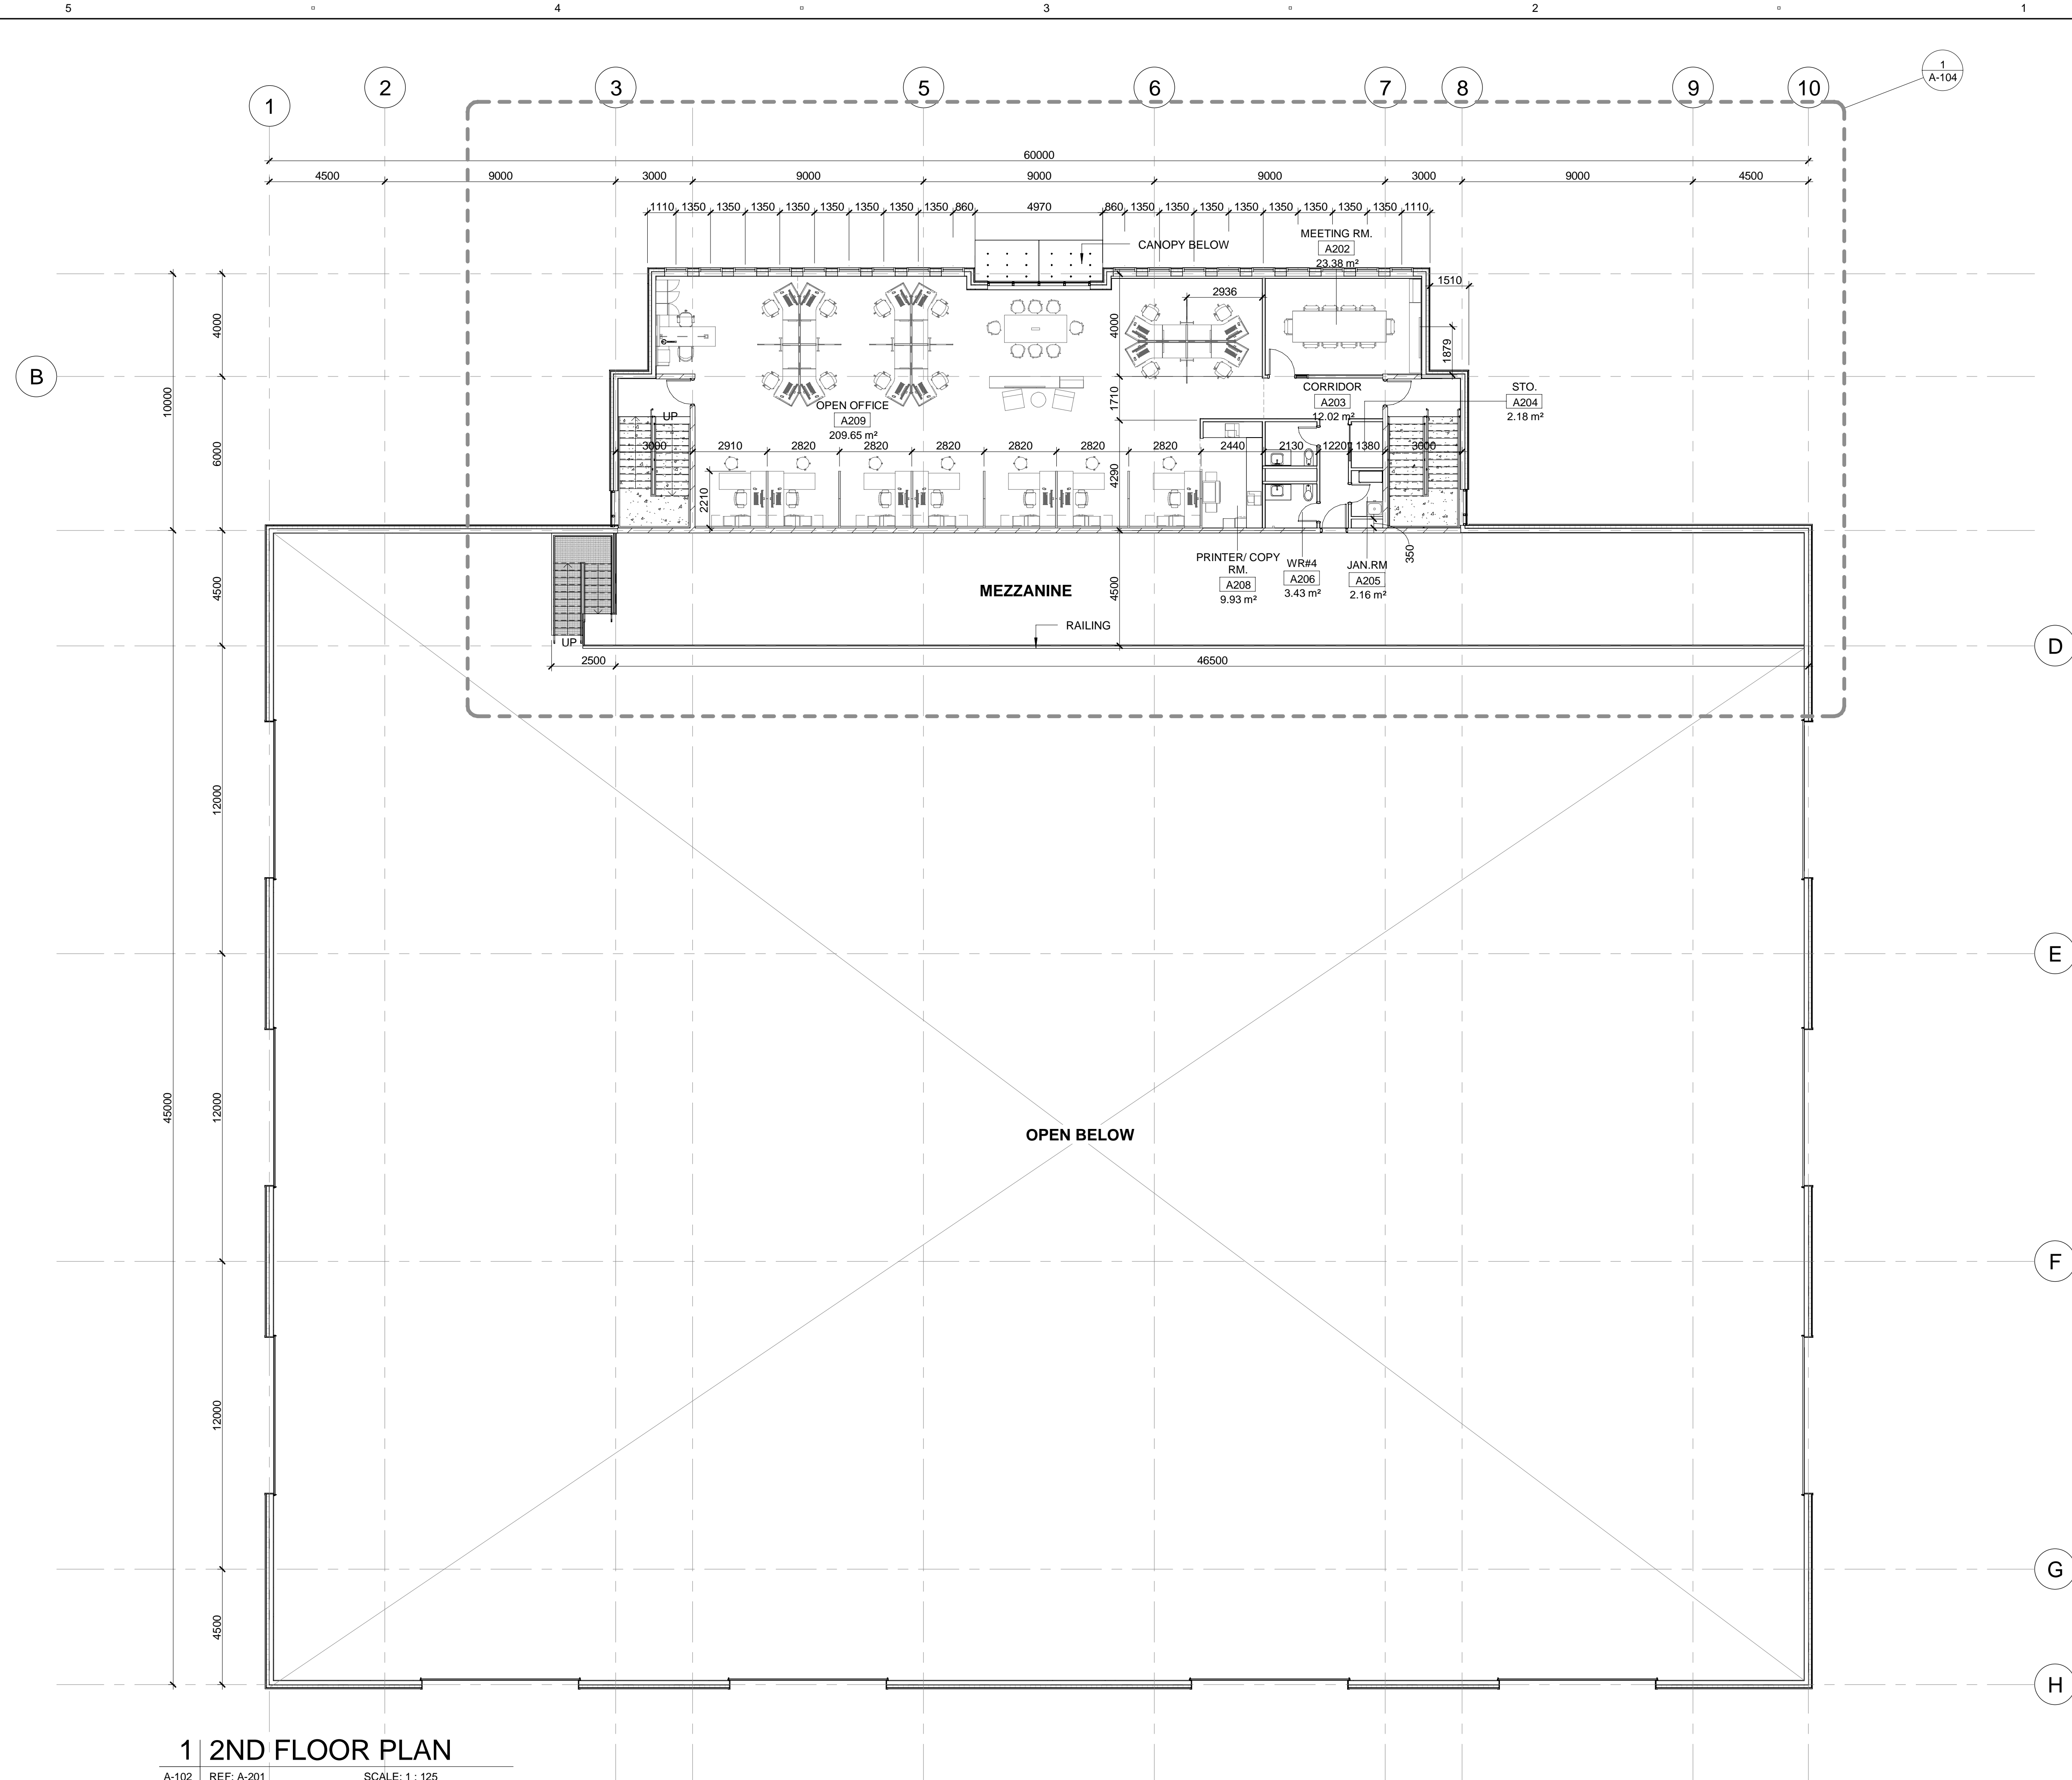 5 4 3 2 1
1
A-104
1 2 3 5 6 7 8 9 10
60000
4500 9000 3000 9000 9000 9000 3000 9000 4500
1110 1350 1350 1350 1350 1350 1350 1350 1350 860 4970 860 1350 1350 1350 1350 1350 1350 1350 1350 1110
CANOPY BELOW
MEETING RM.
A202
23.38 m²
1510
2936
4000
4000
1879
B
10000
CORRIDOR
A203
12.02 m²
STO.
A204
2.18 m²
1710
OPEN OFFICE
A209
209.65 m²
UP
6000
3000 2910 2820 2820 2820 2820 2820 2820 2440 2130 1220 1380 3000
4290
2210
350
PRINTER/ COPY
RM.
A208
9.93 m²
WR#4
A206
3.43 m²
JAN.RM
A205
2.16 m²
MEZZANINE
4500
4500
RAILING
UP
D
2500 46500
12000
E
45000
12000
OPEN BELOW
F
12000
G
4500
H
1 2ND FLOOR PLAN
A-102 REF: A-201 SCALE: 1 : 125